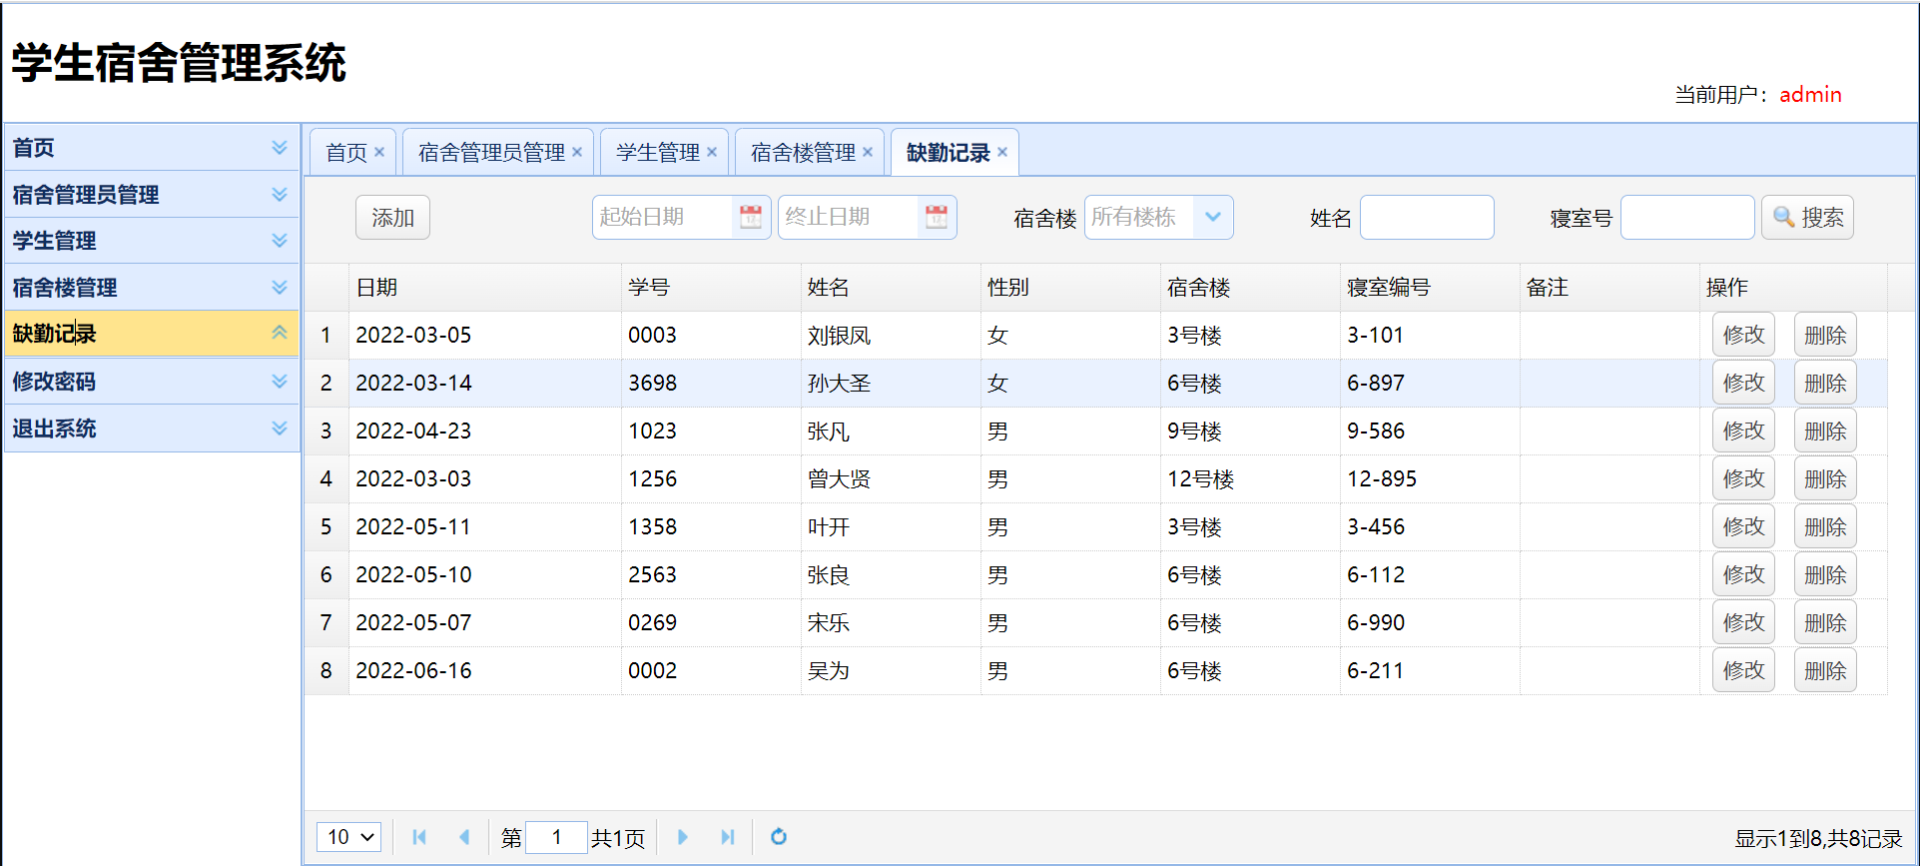 学生宿舍管理系统
当前用户：admin
首页
宿舍管理员管理
学生管理
宿舍楼管理
缺勤记录
修改密码
退出系统
首页 宿舍管理员管理 学生管理 宿舍楼管理 缺勤记录
添加 起始日期 终止日期 宿舍楼 所有楼栋 姓名 寝室号 搜索
日期 学号 姓名 性别 宿舍楼 寝室编号 备注 操作
1 2022-03-05 0003 刘银凤 女 3号楼 3-101 修改 删除
2 2022-03-14 3698 孙大圣 女 6号楼 6-897 修改 删除
3 2022-04-23 1023 张凡 男 9号楼 9-586 修改 删除
4 2022-03-03 1256 曾大贤 男 12号楼 12-895 修改 删除
5 2022-05-11 1358 叶开 男 3号楼 3-456 修改 删除
6 2022-05-10 2563 张良 男 6号楼 6-112 修改 删除
7 2022-05-07 0269 宋乐 男 6号楼 6-990 修改 删除
8 2022-06-16 0002 吴为 男 6号楼 6-211 修改 删除
10 第 1 共1页 显示1到8,共8记录